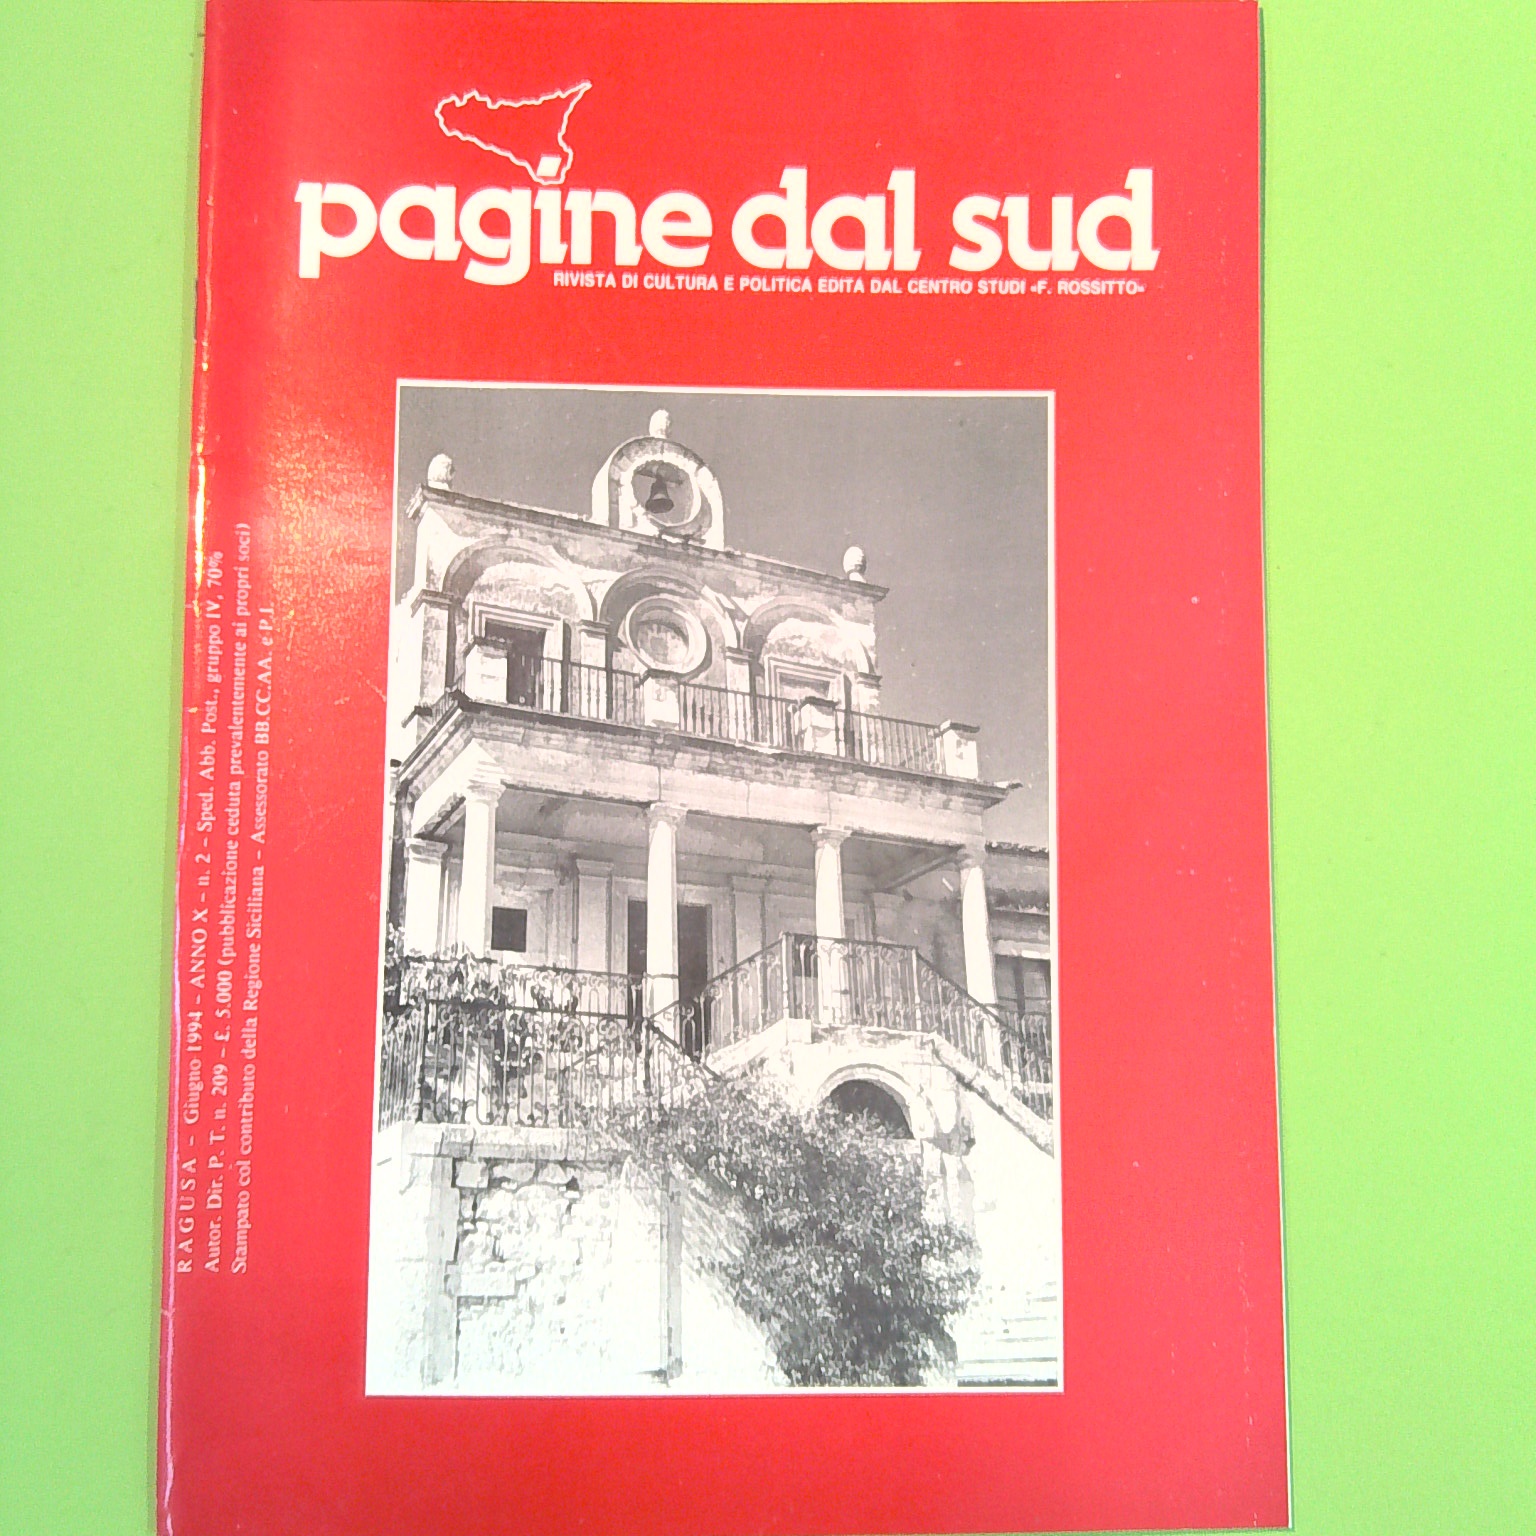 pagine dal sud
RIVISTA DI CULTURA E POLITICA EDITA DAL CENTRO STUDI «F. ROSSITTO»
RAGUSA – Giugno 1994 – ANNO X – n. 2 – Sped. Abb. Post., gruppo IV, 70%
Autor. Dir. P. T. n. 209 – £. 5.000 (pubblicazione ceduta prevalentemente ai propri soci)
Stampato col contributo della Regione Siciliana – Assessorato BB.CC.AA. e P.I.